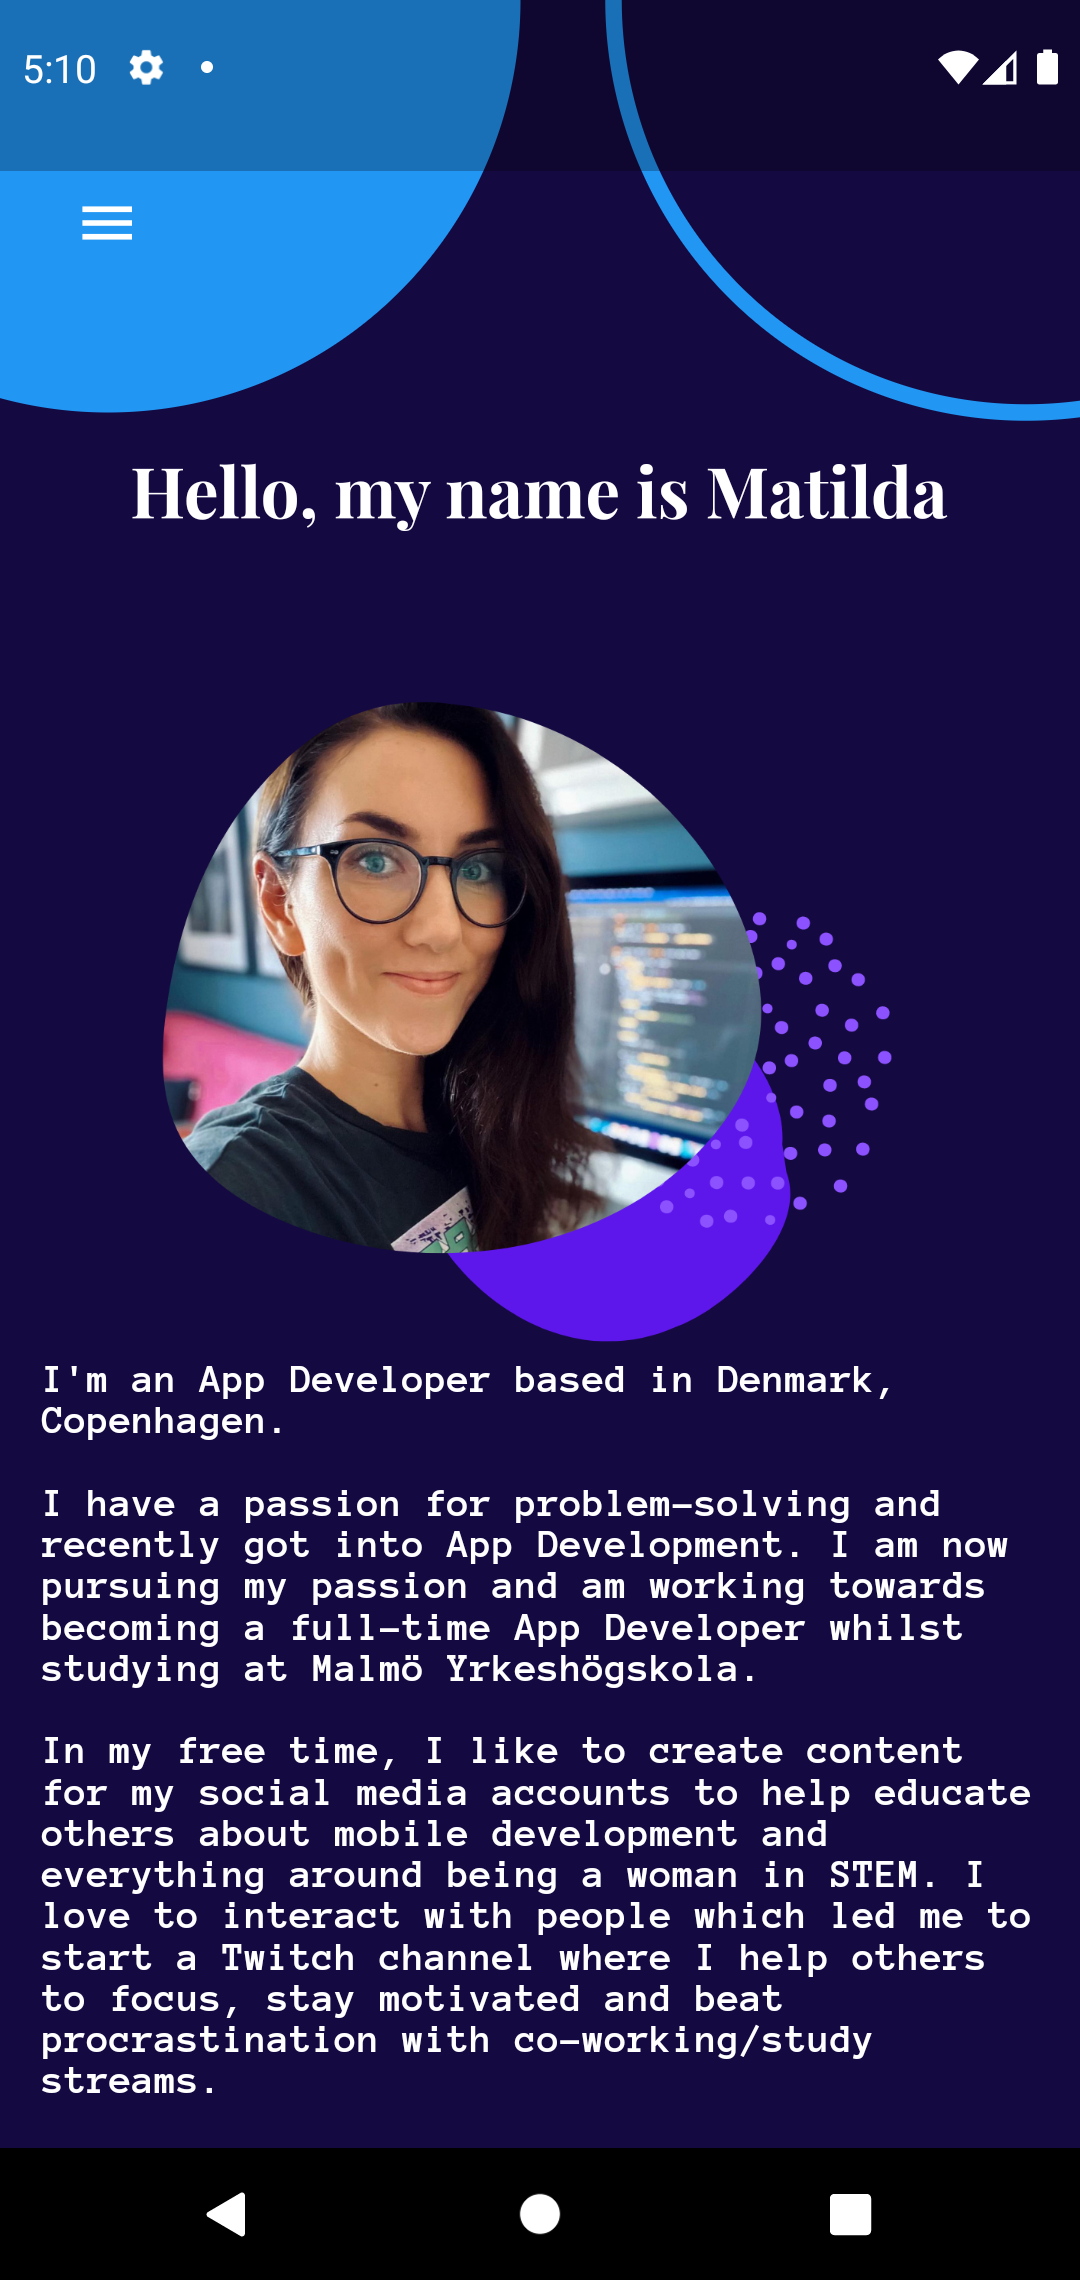 5:10
Hello, my name is Matilda
I'm an App Developer based in Denmark,
Copenhagen.
I have a passion for problem-solving and
recently got into App Development. I am now
pursuing my passion and am working towards
becoming a full-time App Developer whilst
studying at Malmö Yrkeshögskola.
In my free time, I like to create content
for my social media accounts to help educate
others about mobile development and
everything around being a woman in STEM. I
love to interact with people which led me to
start a Twitch channel where I help others
to focus, stay motivated and beat
procrastination with co-working/study
streams.